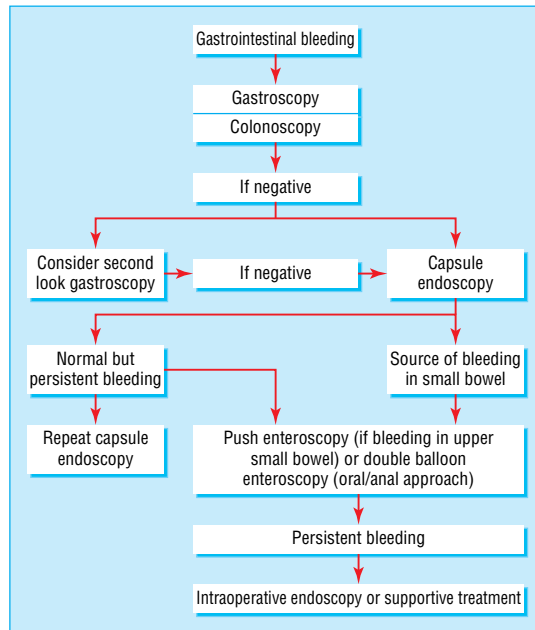 Gastrointestinal bleeding
Gastroscopy
Colonoscopy
If negative
Consider second
look gastroscopy
If negative
Capsule
endoscopy
Normal but
persistent bleeding
Source of bleeding
in small bowel
Repeat capsule
endoscopy
Push enteroscopy (if bleeding in upper
small bowel) or double balloon
enteroscopy (oral/anal approach)
Persistent bleeding
Intraoperative endoscopy or supportive treatment